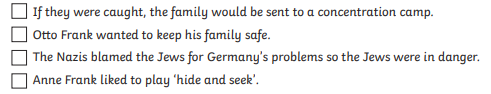 If they were caught, the family would be sent to a concentration camp.
Otto Frank wanted to keep his family safe.
The Nazis blamed the Jews for Germany's problems so the Jews were in danger.
Anne Frank liked to play 'hide and seek'.